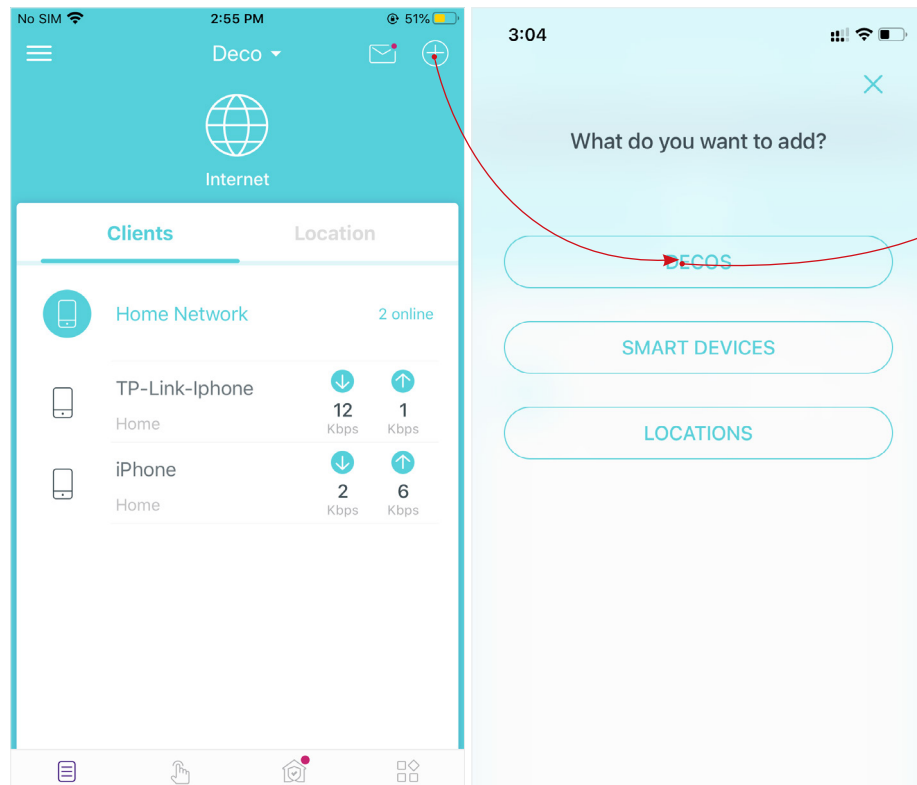 No SIM 2:55 PM 51%
Deco
Internet
Clients Location
Home Network 2 online
TP-Link-Iphone
12 1
Home Kbps Kbps
iPhone
2 6
Home Kbps Kbps
3:04
What do you want to add?
DECOS
SMART DEVICES
LOCATIONS